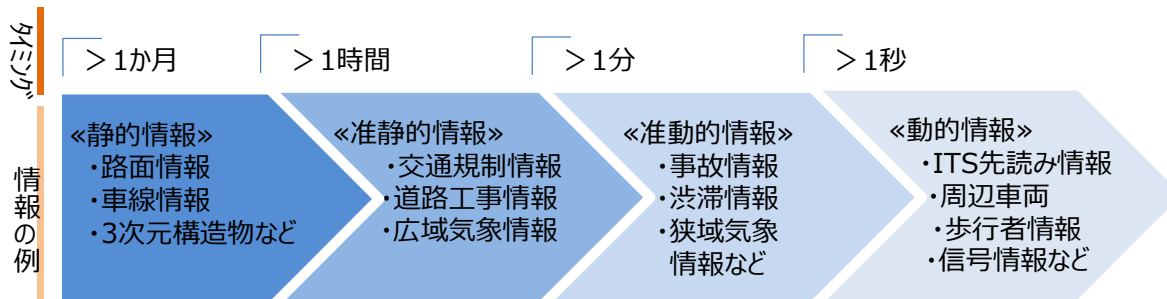 タイミング
＞1か月
＞1時間
＞1分
＞1秒
情報の例
≪静的情報≫
・路面情報
・車線情報
・3次元構造物など
≪准静的情報≫
・交通規制情報
・道路工事情報
・広域気象情報
≪准動的情報≫
・事故情報
・渋滞情報
・狭域気象
情報など
≪動的情報≫
・ITS先読み情報
・周辺車両
・歩行者情報
・信号情報など